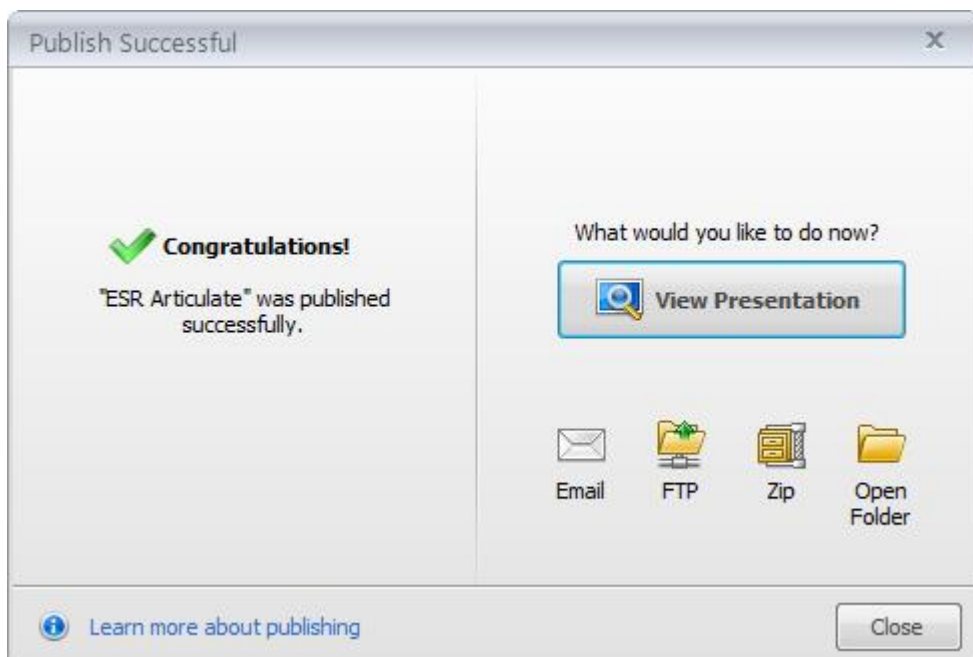 Publish Successful
Congratulations!
"ESR Articulate" was published
successfully.
What would you like to do now?
View Presentation
Email
FTP
Zip
Open
Folder
Learn more about publishing
Close